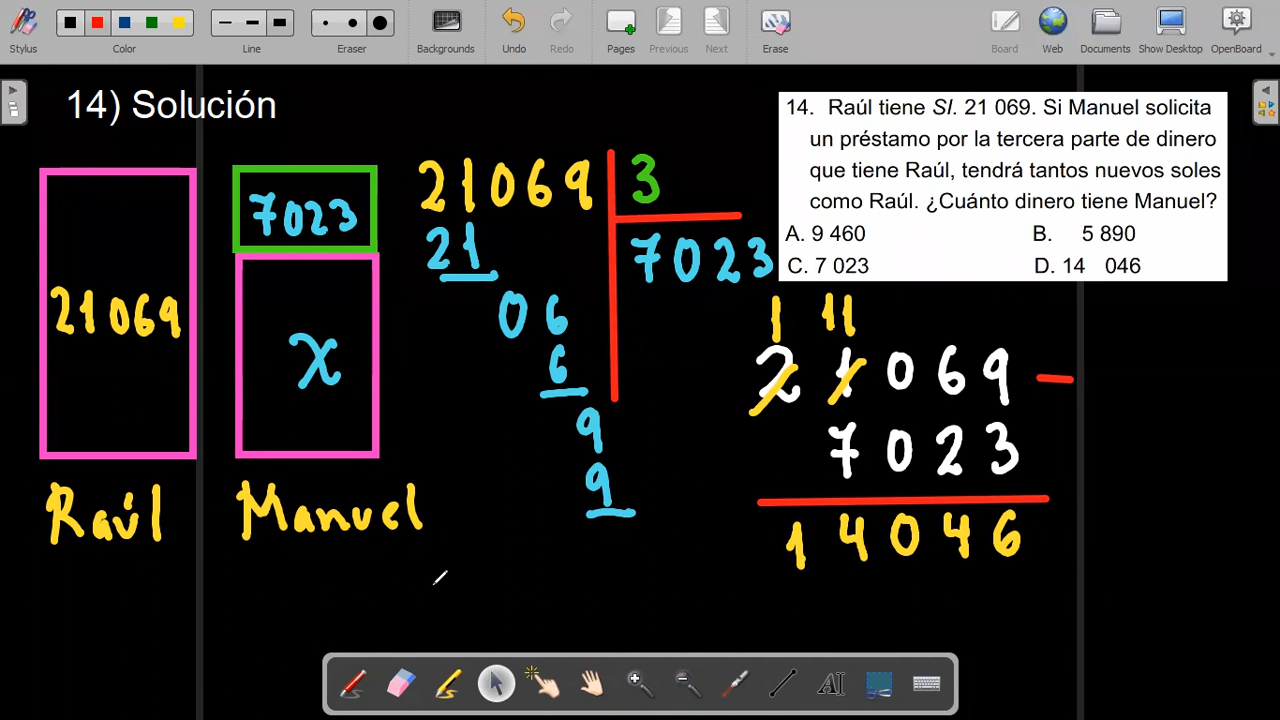 Stylus
Color
Line
Eraser
Backgrounds
Undo
Redo
Pages
Previous
Next
Erase
Board
Web
Documents
Show Desktop
OpenBoard
14) Solución
14. Raúl tiene S/. 21 069. Si Manuel solicita
un préstamo por la tercera parte de dinero
que tiene Raúl, tendrá tantos nuevos soles
como Raúl. ¿Cuánto dinero tiene Manuel?
A. 9 460 B. 5 890
C. 7 023 D. 14 046
21069
Raúl
7023
x
Manuel
21069 3
21 7023
06
6
9
9
1 11
21069 -
7023
14046
AI